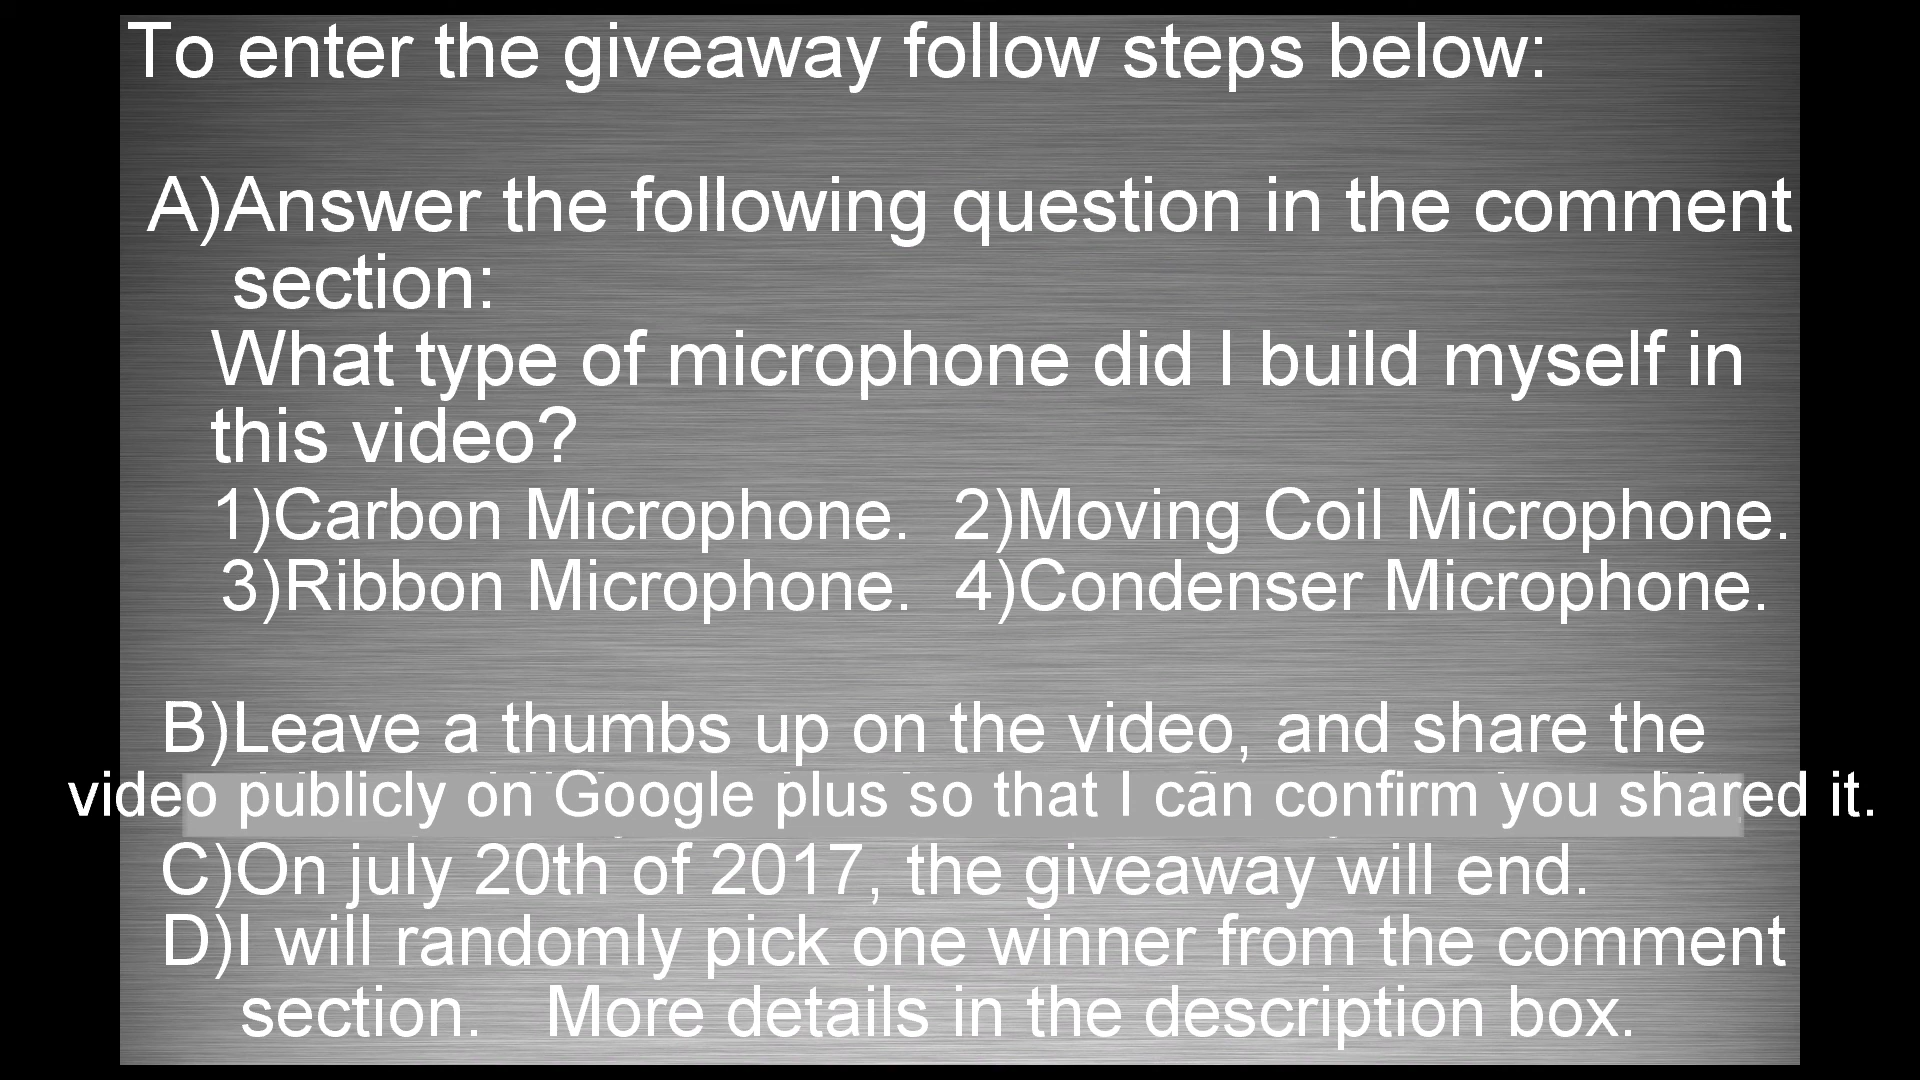 To enter the giveaway follow steps below:
A)Answer the following question in the comment
section:
What type of microphone did I build myself in
this video?
1)Carbon Microphone. 2)Moving Coil Microphone.
3)Ribbon Microphone. 4)Condenser Microphone.
B)Leave a thumbs up on the video, and share the
video publicly on Google plus so that I can confirm you shared it.
C)On july 20th of 2017, the giveaway will end.
D)I will randomly pick one winner from the comment
section. More details in the description box.